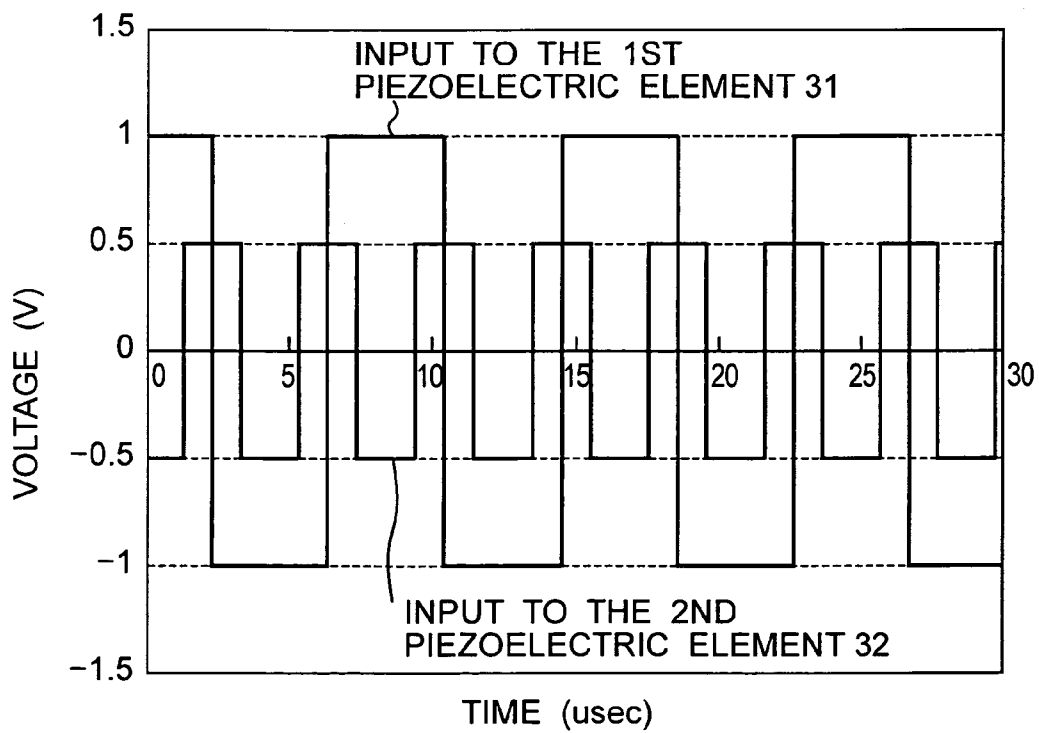 1.5
INPUT TO THE 1ST
PIEZOELECTRIC ELEMENT 31
1
0.5
0
0 5 10 15 20 25 30
−0.5
−1
INPUT TO THE 2ND
PIEZOELECTRIC ELEMENT 32
−1.5
VOLTAGE (V)
TIME (usec)